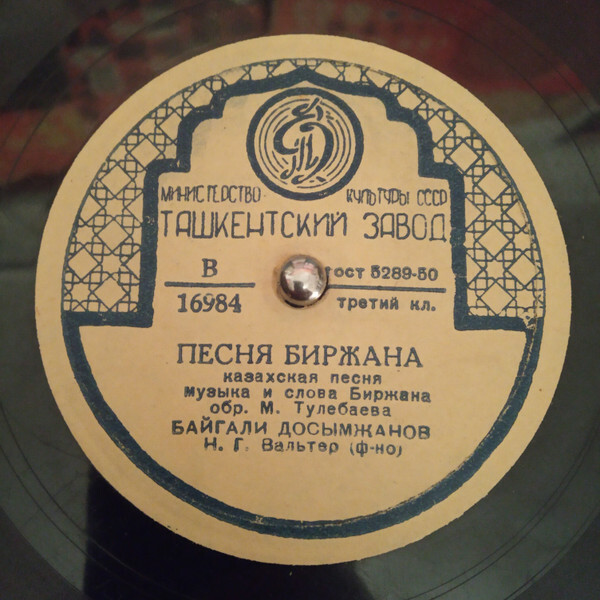 МИНИСТЕРСТВО КУЛЬТУРЫ СССР
ТАШКЕНТСКИЙ ЗАВОД
В
16984
гост 5289-50
третий кл.
ПЕСНЯ БИРЖАНА
казахская песня
музыка и слова Биржана
обр. М. Тулебаева
БАЙГАЛИ ДОСЫМЖАНОВ
Н. Г. Вальтер (ф-но)